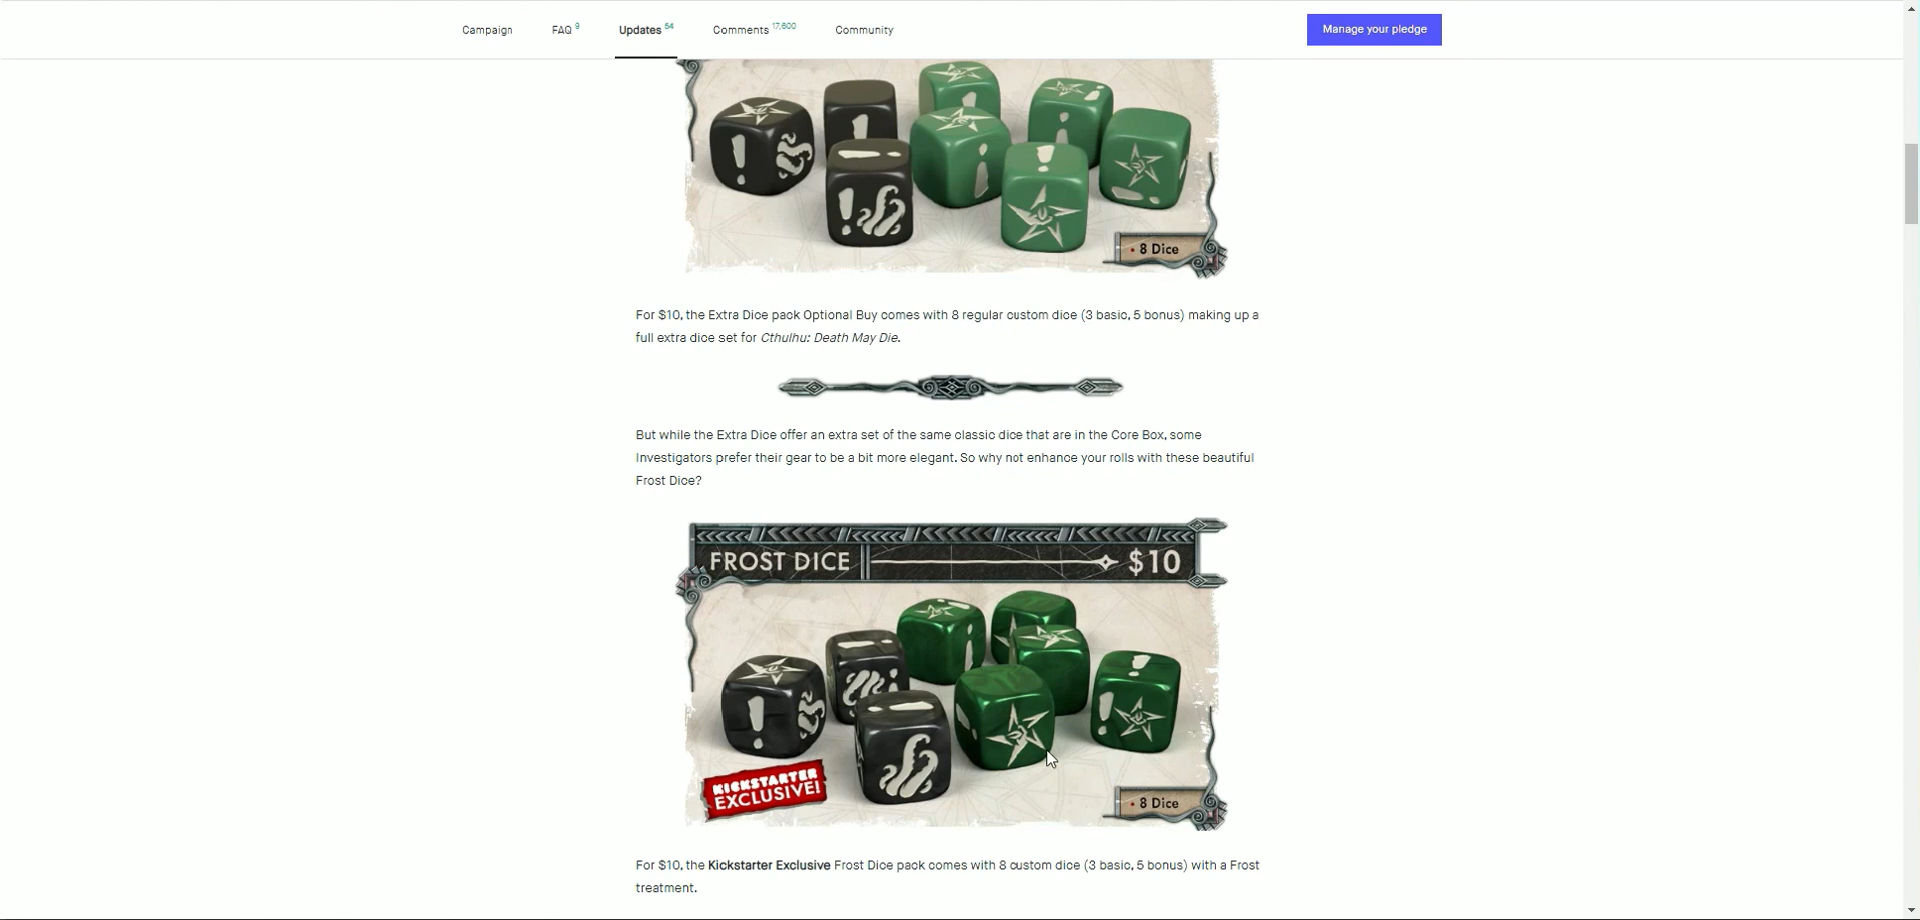 Campaign FAQ 9 Updates 54 Comments 17,600 Community Manage your pledge
• 8 Dice
For $10, the Extra Dice pack Optional Buy comes with 8 regular custom dice (3 basic, 5 bonus) making up a
full extra dice set for Cthulhu: Death May Die.
But while the Extra Dice offer an extra set of the same classic dice that are in the Core Box, some
Investigators prefer their gear to be a bit more elegant. So why not enhance your rolls with these beautiful
Frost Dice?
FROST DICE $10
KICKSTARTER
EXCLUSIVE!
• 8 Dice
For $10, the Kickstarter Exclusive Frost Dice pack comes with 8 custom dice (3 basic, 5 bonus) with a Frost
treatment.